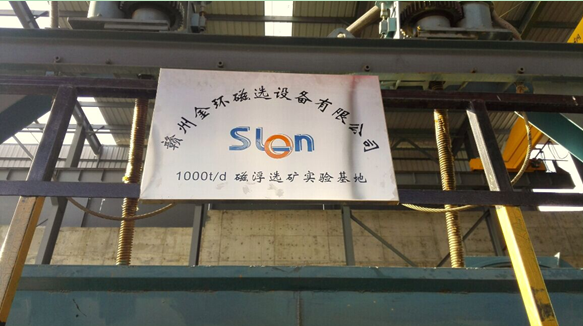 赣州金环磁选设备有限公司
Slon
1000t/d 磁浮选矿实验基地